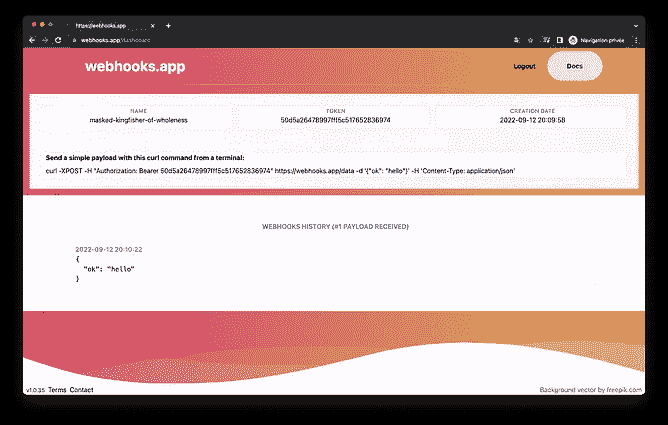 https://webhooks.app
webhooks.app/dashboard
Navigation privée
webhooks.app
Logout
Docs
NAME
TOKEN
CREATION DATE
masked-kingfisher-of-wholeness
50d5a26478997fff5c517652836974
2022-09-12 20:09:58
Send a simple payload with this curl command from a terminal:
curl -XPOST -H "Authorization: Bearer 50d5a26478997fff5c517652836974" https://webhooks.app/data -d '{"ok": "hello"}' -H 'Content-Type: application/json'
WEBHOOKS HISTORY (#1 PAYLOAD RECEIVED)
2022-09-12 20:10:22
{
"ok": "hello"
}
v1.0.35 Terms Contact
Background vector by freepik.com